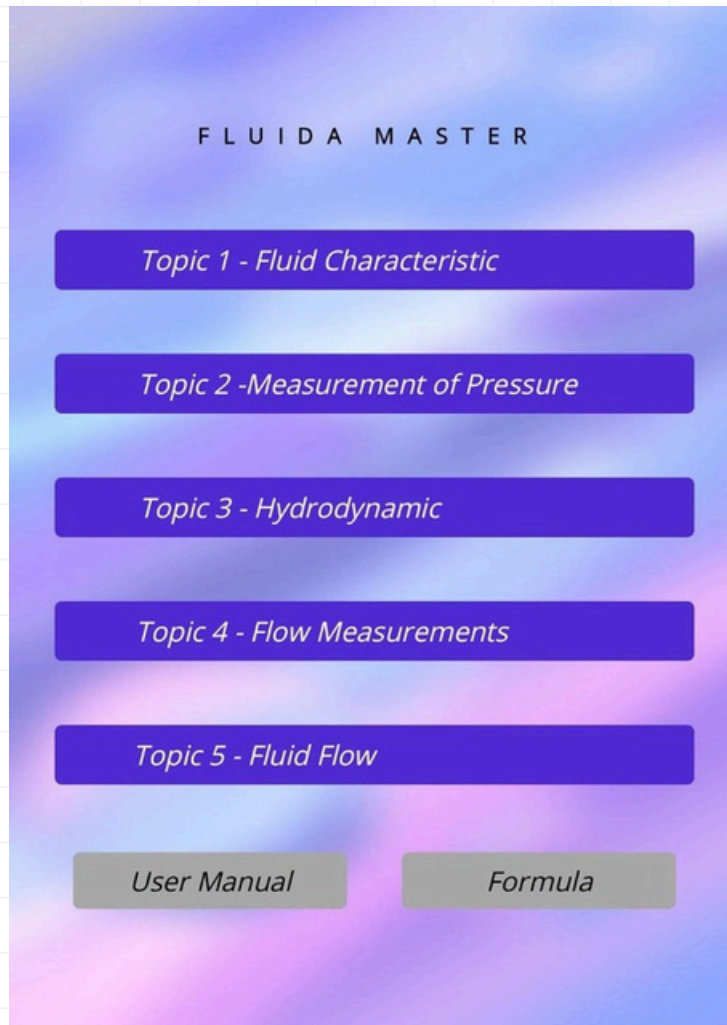 FLUIDA MASTER
Topic 1 - Fluid Characteristic
Topic 2 -Measurement of Pressure
Topic 3 - Hydrodynamic
Topic 4 - Flow Measurements
Topic 5 - Fluid Flow
User Manual
Formula